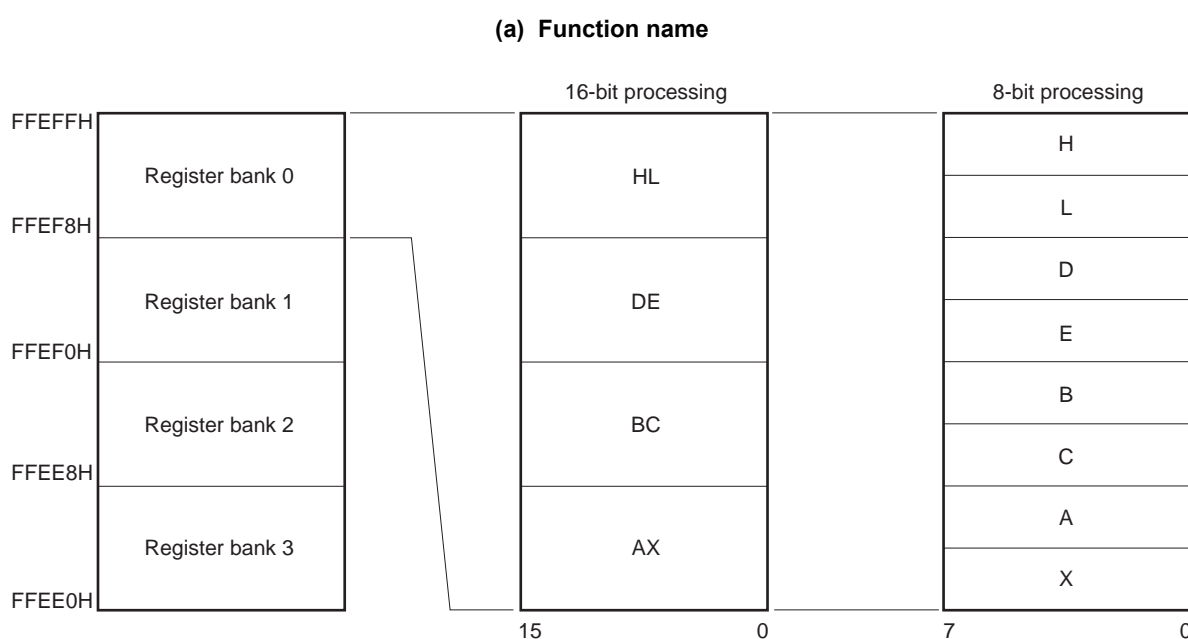 (a) Function name
16-bit processing
8-bit processing
FFEFFH
Register bank 0
FFEF8H
Register bank 1
FFEF0H
Register bank 2
FFEE8H
Register bank 3
FFEE0H
HL
DE
BC
AX
15 0
H
L
D
E
B
C
A
X
7 0